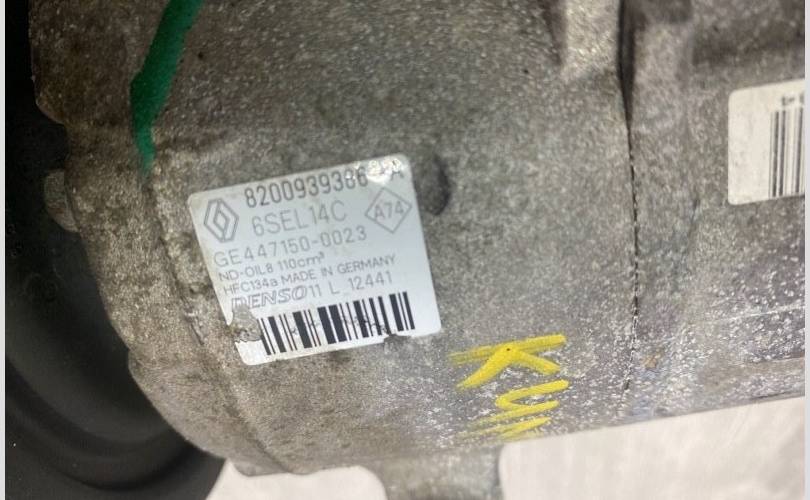 8200939386
6SEL14C
A74
GE447150-0023
ND-OIL8 110cm³
HFC134a MADE IN GERMANY
DENSO 11 L 12441